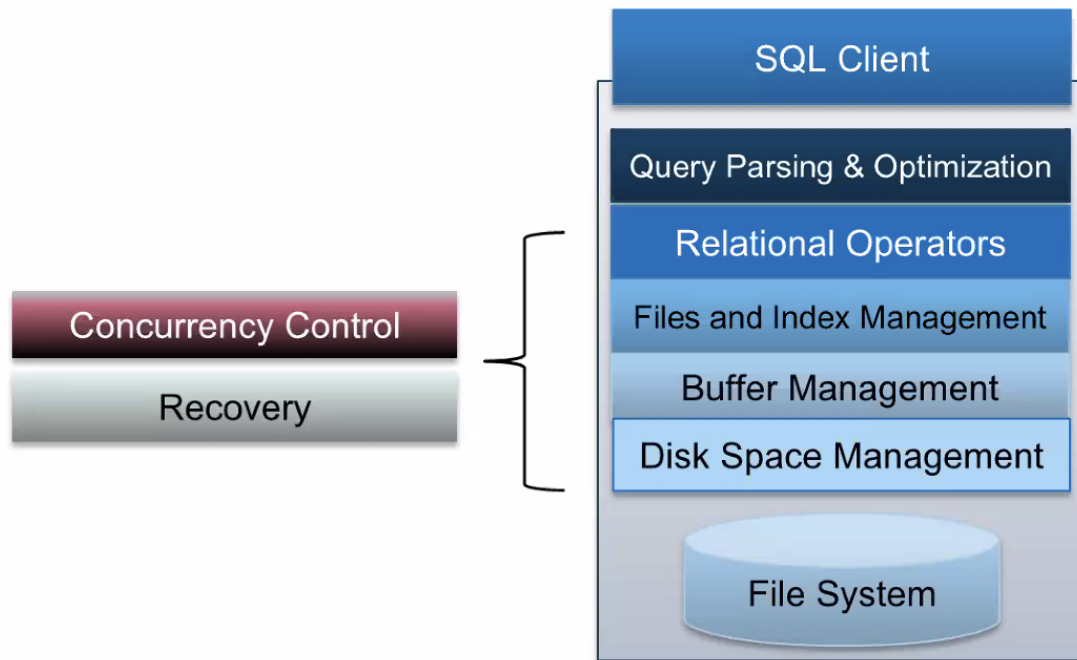 SQL Client
Query Parsing & Optimization
Relational Operators
Files and Index Management
Buffer Management
Disk Space Management
File System
Concurrency Control
Recovery